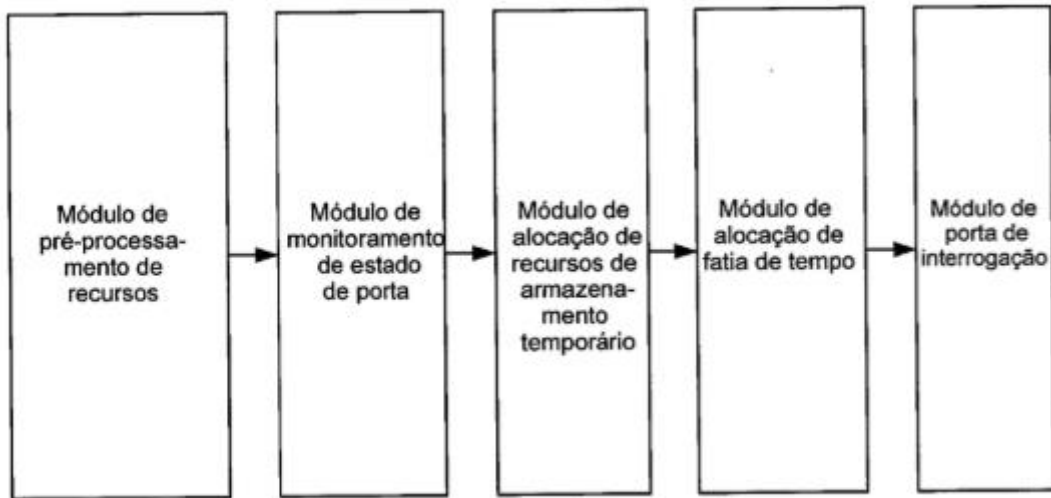 Módulo de
pré-processa-
mento de
recursos
Módulo de
monitoramento
de estado
de porta
Módulo de
alocação de
recursos de
armazena-
mento
temporário
Módulo de
alocação de
fatia de tempo
Módulo de
porta de
interrogação